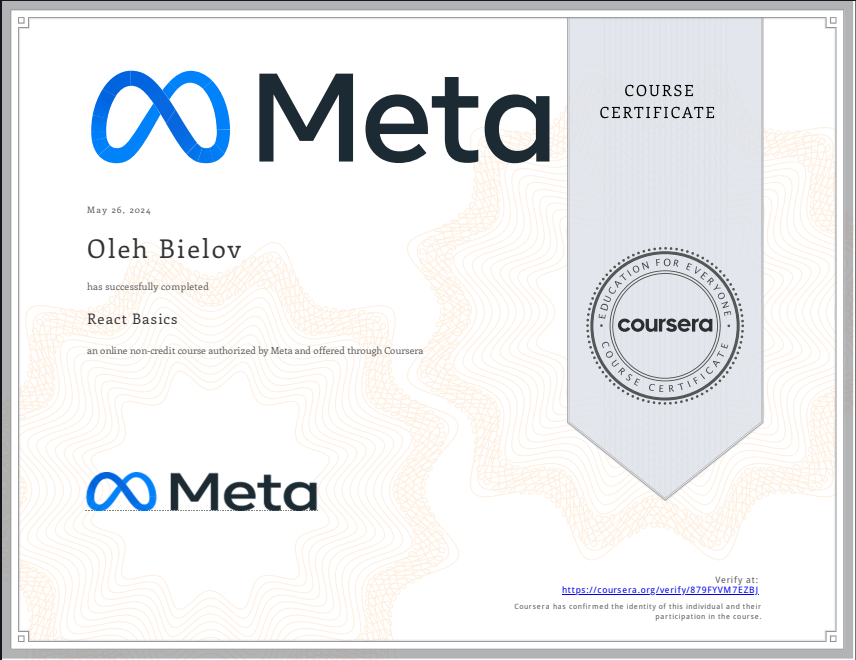 Meta
COURSE
CERTIFICATE
May 26, 2024
Oleh Bielov
has successfully completed
React Basics
an online non-credit course authorized by Meta and offered through Coursera
EDUCATION FOR EVERYONE
coursera
COURSE CERTIFICATE
Meta
Verify at:
https://coursera.org/verify/879FYVM7EZBJ
Coursera has confirmed the identity of this individual and their
participation in the course.